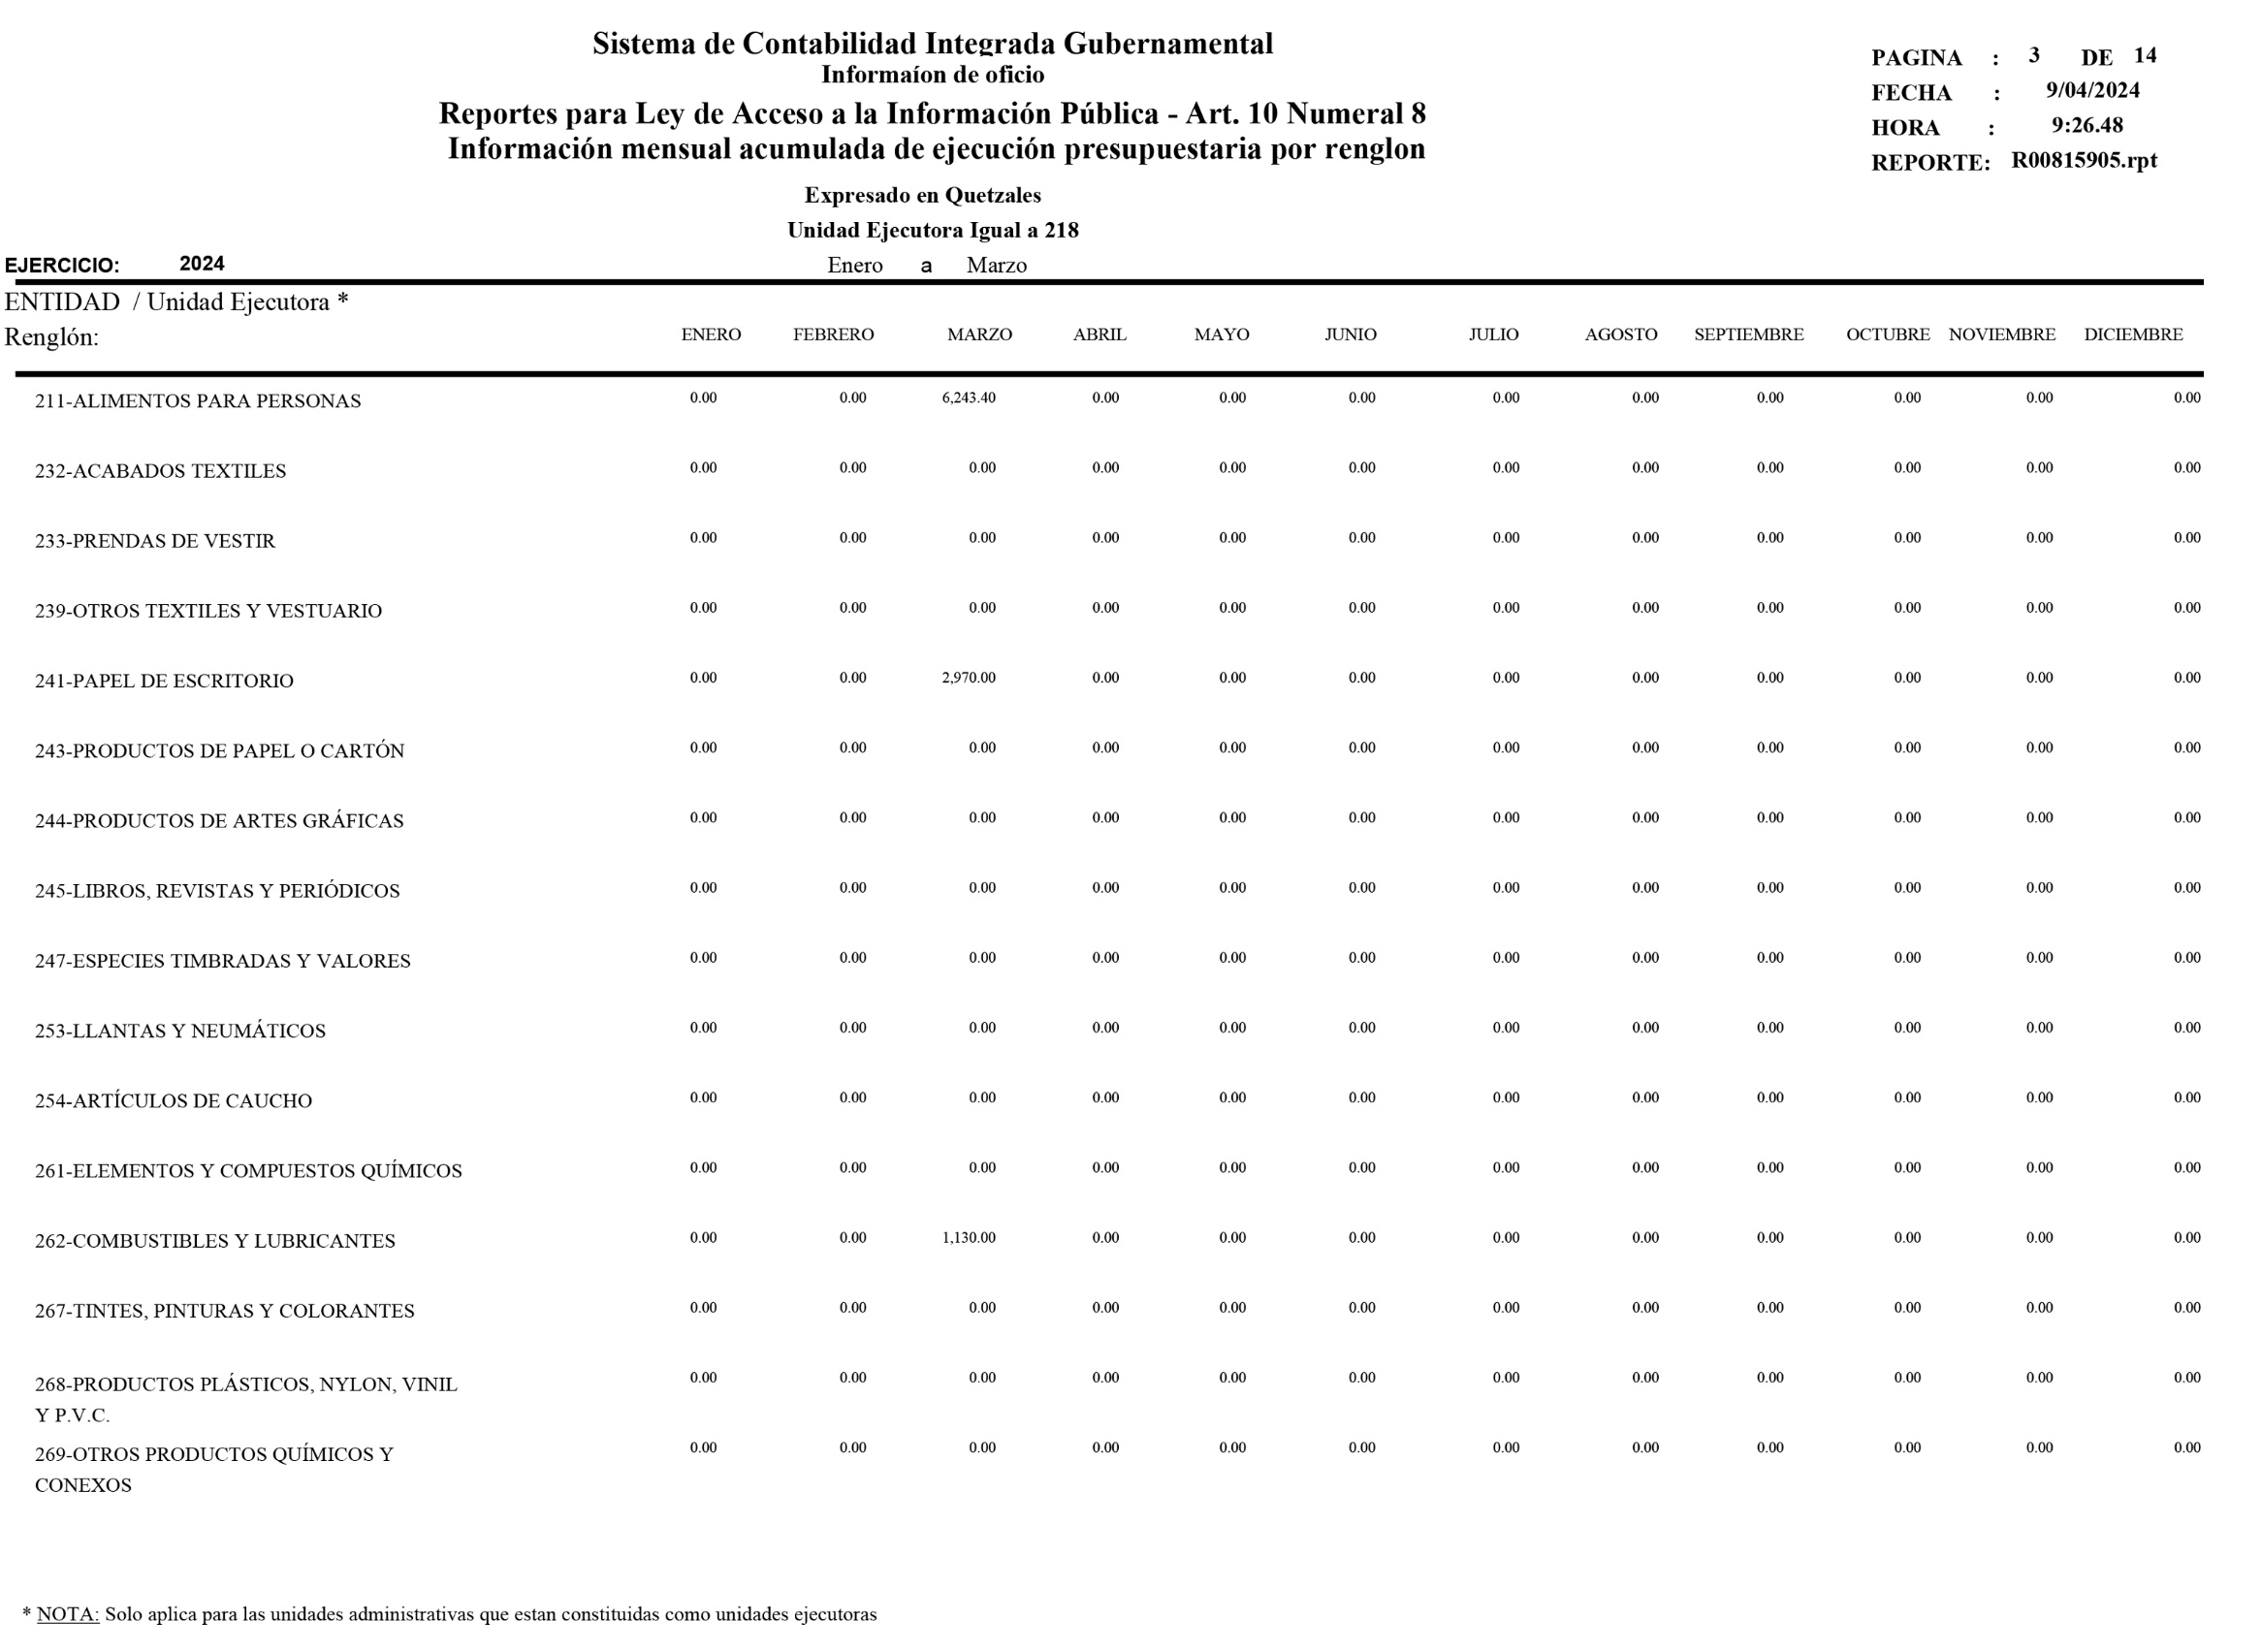 Sistema de Contabilidad Integrada Gubernamental
Informaíon de oficio
Reportes para Ley de Acceso a la Información Pública - Art. 10 Numeral 8
Información mensual acumulada de ejecución presupuestaria por renglon
Expresado en Quetzales
Unidad Ejecutora Igual a 218
PAGINA : 3 DE 14
FECHA : 9/04/2024
HORA : 9:26.48
REPORTE: R00815905.rpt
EJERCICIO: 2024 Enero a Marzo
ENTIDAD / Unidad Ejecutora *
Renglón: ENERO FEBRERO MARZO ABRIL MAYO JUNIO JULIO AGOSTO SEPTIEMBRE OCTUBRE NOVIEMBRE DICIEMBRE
211-ALIMENTOS PARA PERSONAS 0.00 0.00 6,243.40 0.00 0.00 0.00 0.00 0.00 0.00 0.00 0.00 0.00
232-ACABADOS TEXTILES 0.00 0.00 0.00 0.00 0.00 0.00 0.00 0.00 0.00 0.00 0.00 0.00
233-PRENDAS DE VESTIR 0.00 0.00 0.00 0.00 0.00 0.00 0.00 0.00 0.00 0.00 0.00 0.00
239-OTROS TEXTILES Y VESTUARIO 0.00 0.00 0.00 0.00 0.00 0.00 0.00 0.00 0.00 0.00 0.00 0.00
241-PAPEL DE ESCRITORIO 0.00 0.00 2,970.00 0.00 0.00 0.00 0.00 0.00 0.00 0.00 0.00 0.00
243-PRODUCTOS DE PAPEL O CARTÓN 0.00 0.00 0.00 0.00 0.00 0.00 0.00 0.00 0.00 0.00 0.00 0.00
244-PRODUCTOS DE ARTES GRÁFICAS 0.00 0.00 0.00 0.00 0.00 0.00 0.00 0.00 0.00 0.00 0.00 0.00
245-LIBROS, REVISTAS Y PERIÓDICOS 0.00 0.00 0.00 0.00 0.00 0.00 0.00 0.00 0.00 0.00 0.00 0.00
247-ESPECIES TIMBRADAS Y VALORES 0.00 0.00 0.00 0.00 0.00 0.00 0.00 0.00 0.00 0.00 0.00 0.00
253-LLANTAS Y NEUMÁTICOS 0.00 0.00 0.00 0.00 0.00 0.00 0.00 0.00 0.00 0.00 0.00 0.00
254-ARTÍCULOS DE CAUCHO 0.00 0.00 0.00 0.00 0.00 0.00 0.00 0.00 0.00 0.00 0.00 0.00
261-ELEMENTOS Y COMPUESTOS QUÍMICOS 0.00 0.00 0.00 0.00 0.00 0.00 0.00 0.00 0.00 0.00 0.00 0.00
262-COMBUSTIBLES Y LUBRICANTES 0.00 0.00 1,130.00 0.00 0.00 0.00 0.00 0.00 0.00 0.00 0.00 0.00
267-TINTES, PINTURAS Y COLORANTES 0.00 0.00 0.00 0.00 0.00 0.00 0.00 0.00 0.00 0.00 0.00 0.00
268-PRODUCTOS PLÁSTICOS, NYLON, VINIL 0.00 0.00 0.00 0.00 0.00 0.00 0.00 0.00 0.00 0.00 0.00 0.00
Y P.V.C.
269-OTROS PRODUCTOS QUÍMICOS Y 0.00 0.00 0.00 0.00 0.00 0.00 0.00 0.00 0.00 0.00 0.00 0.00
CONEXOS
* NOTA: Solo aplica para las unidades administrativas que estan constituidas como unidades ejecutoras